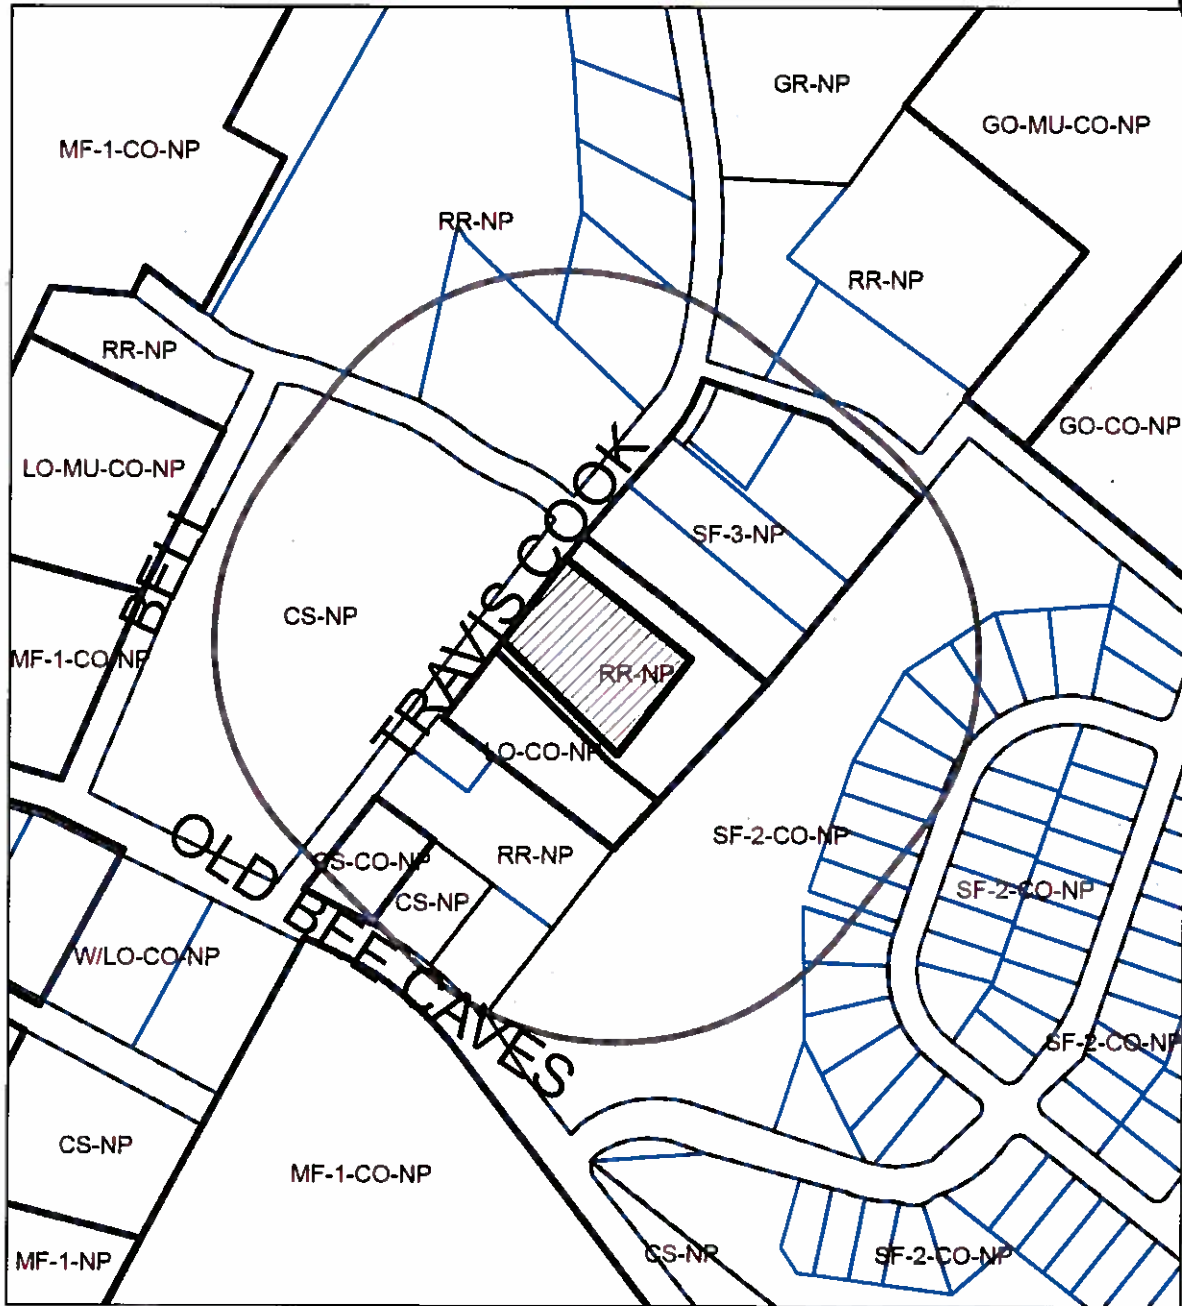 GR-NP
GO-MU-CO-NP
MF-1-CO-NP
RR-NP
RR-NP
RR-NP
GO-CO-NP
LO-MU-CO-NP
BELL
TRAVIS COOK
SF-3-NP
CS-NP
MF-1-CO-NP
RR-NP
LO-CO-NP
SF-2-CO-NP
CS-CO-NP
RR-NP
SF-2-CO-NP
CS-NP
OLD BEE CAVES
W/LO-CO-NP
SF-2-CO-NP
CS-NP
MF-1-CO-NP
MF-1-NP
CS-NP
SF-2-CO-NP